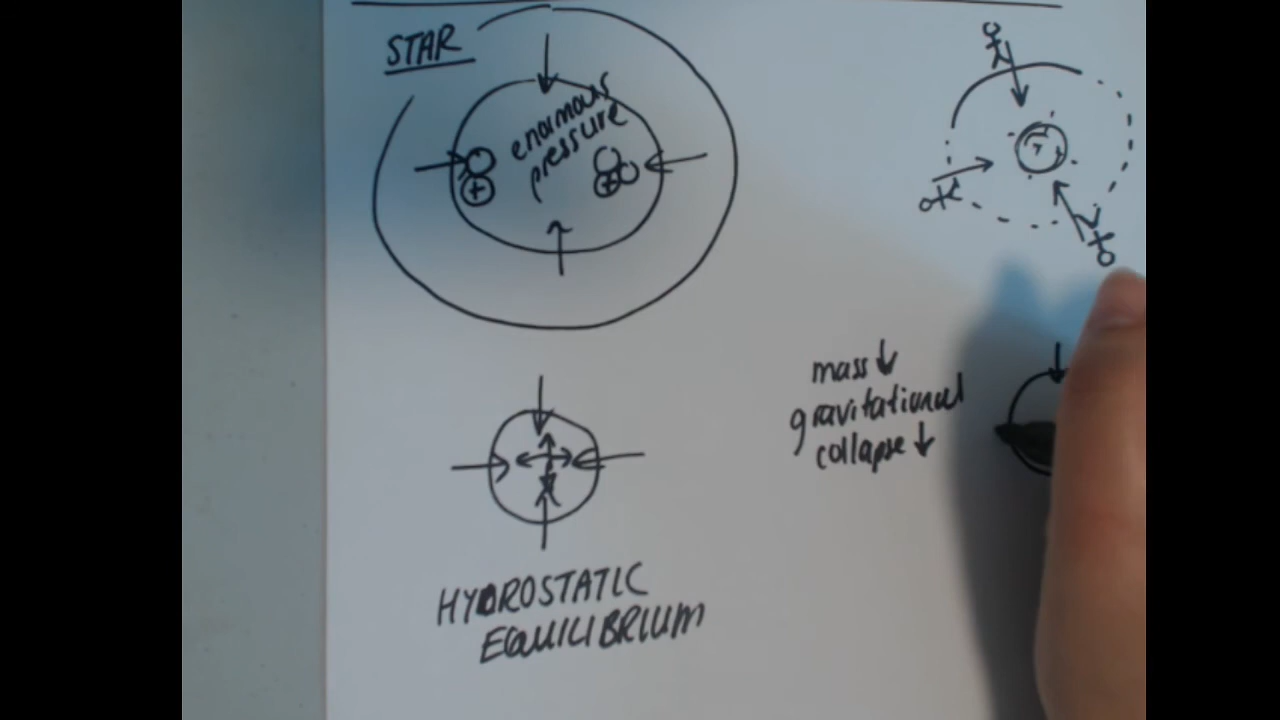 STAR
enormous
pressure
mass ↓
gravitational
collapse ↓
HYDROSTATIC
EQUILIBRIUM